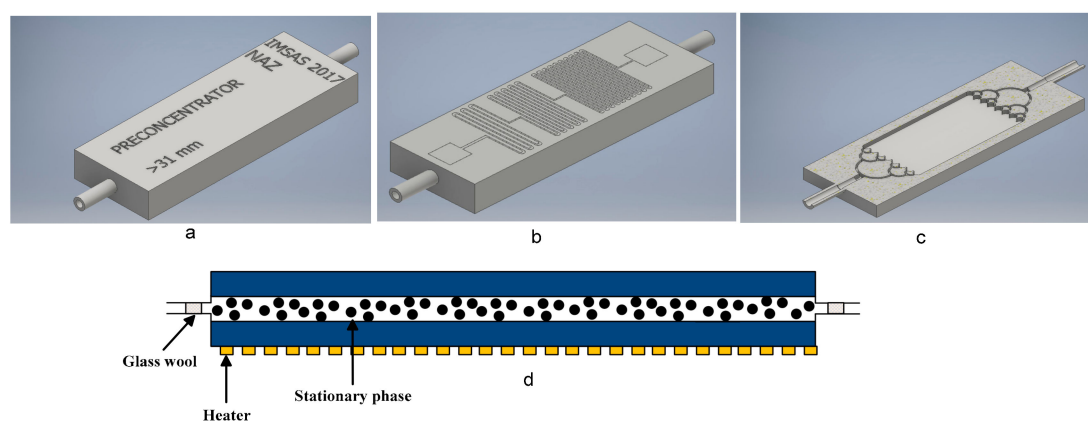 IMSAS 2017
NAZ
PRECONCENTRATOR
>31 mm
a
b
c
Glass wool
Stationary phase
d
Heater